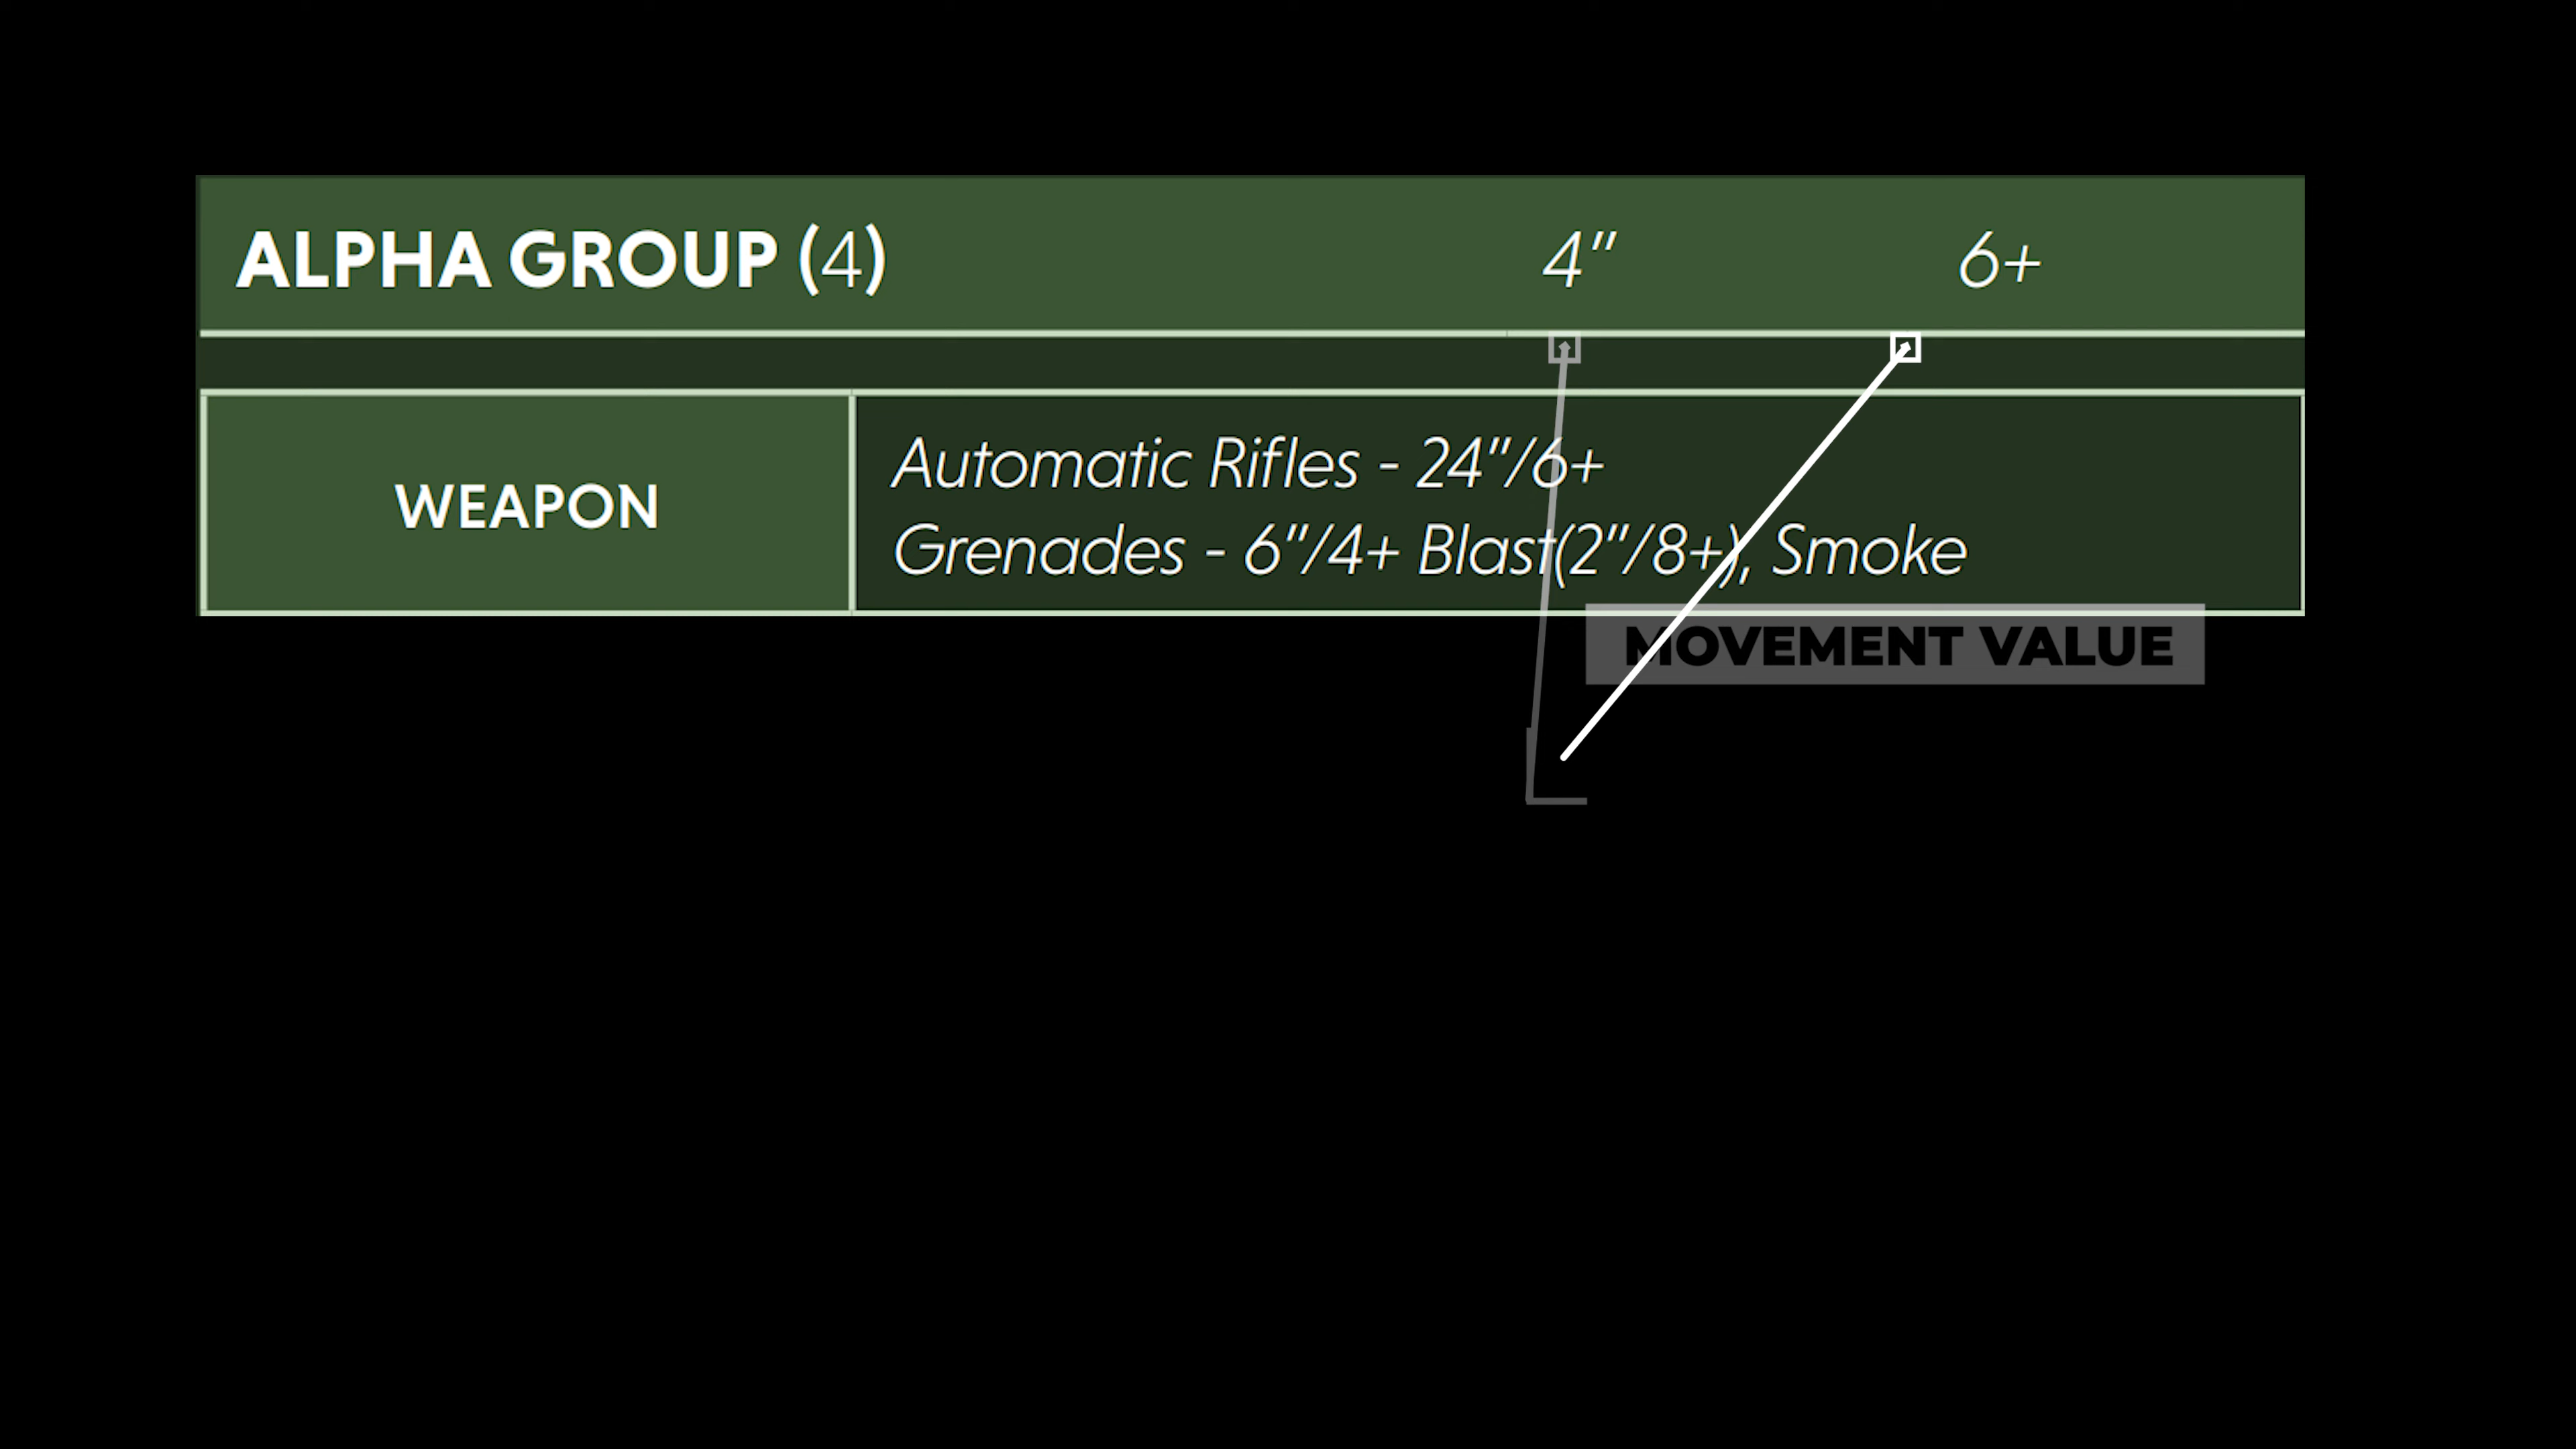 ALPHA GROUP (4) 4" 6+
WEAPON
Automatic Rifles - 24"/6+
Grenades - 6"/4+ Blast(2"/8+), Smoke
MOVEMENT VALUE